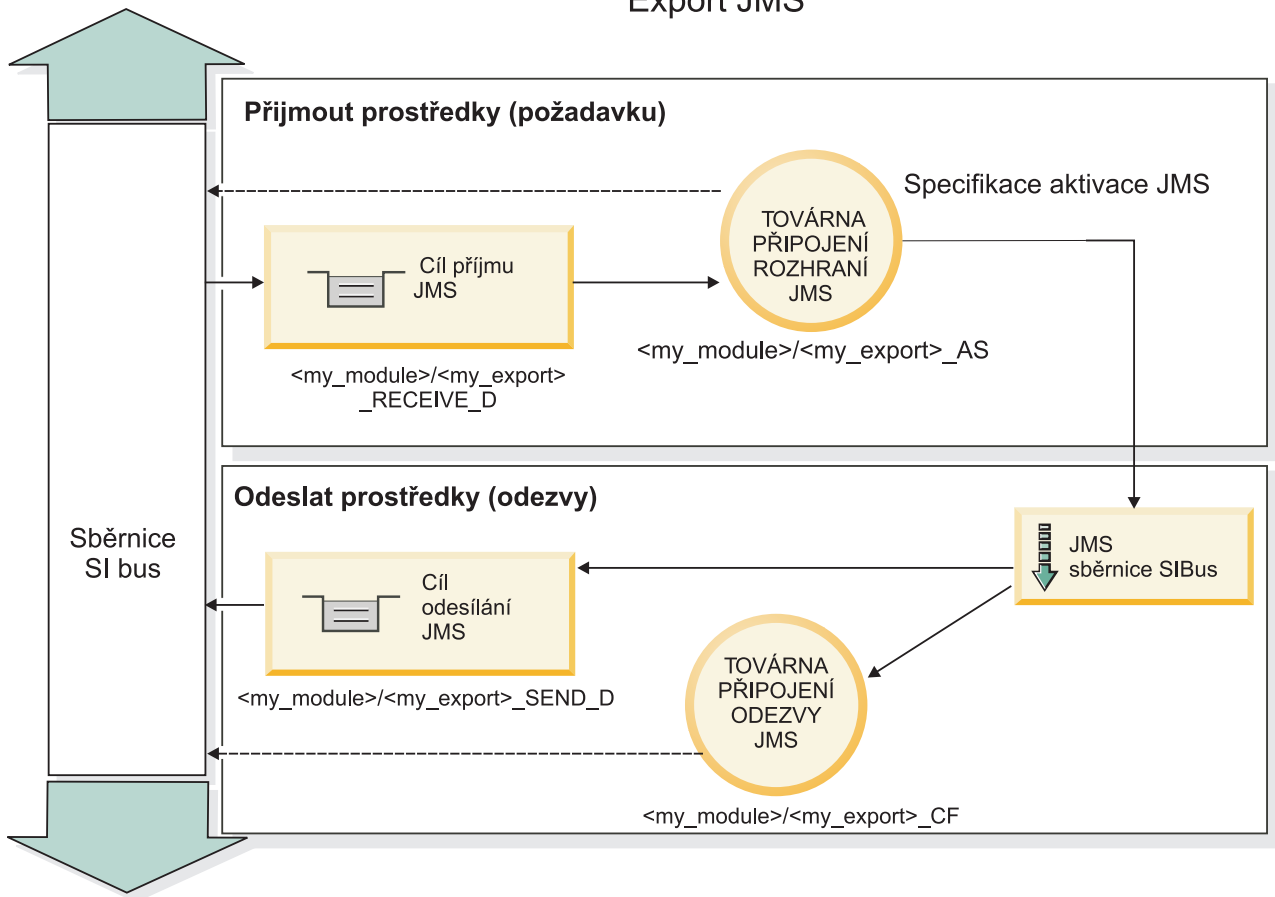 Export JMS
Přijmout prostředky (požadavku)
Specifikace aktivace JMS
TOVÁRNA
PŘIPOJENÍ
ROZHRANÍ
JMS
Cíl příjmu
JMS
<my_module>/<my_export>_AS
<my_module>/<my_export>
_RECEIVE_D
Odeslat prostředky (odezvy)
Sběrnice
SI bus
JMS
sběrnice SIBus
Cíl
odesílání
JMS
TOVÁRNA
PŘIPOJENÍ
ODEZVY
JMS
<my_module>/<my_export>_SEND_D
<my_module>/<my_export>_CF